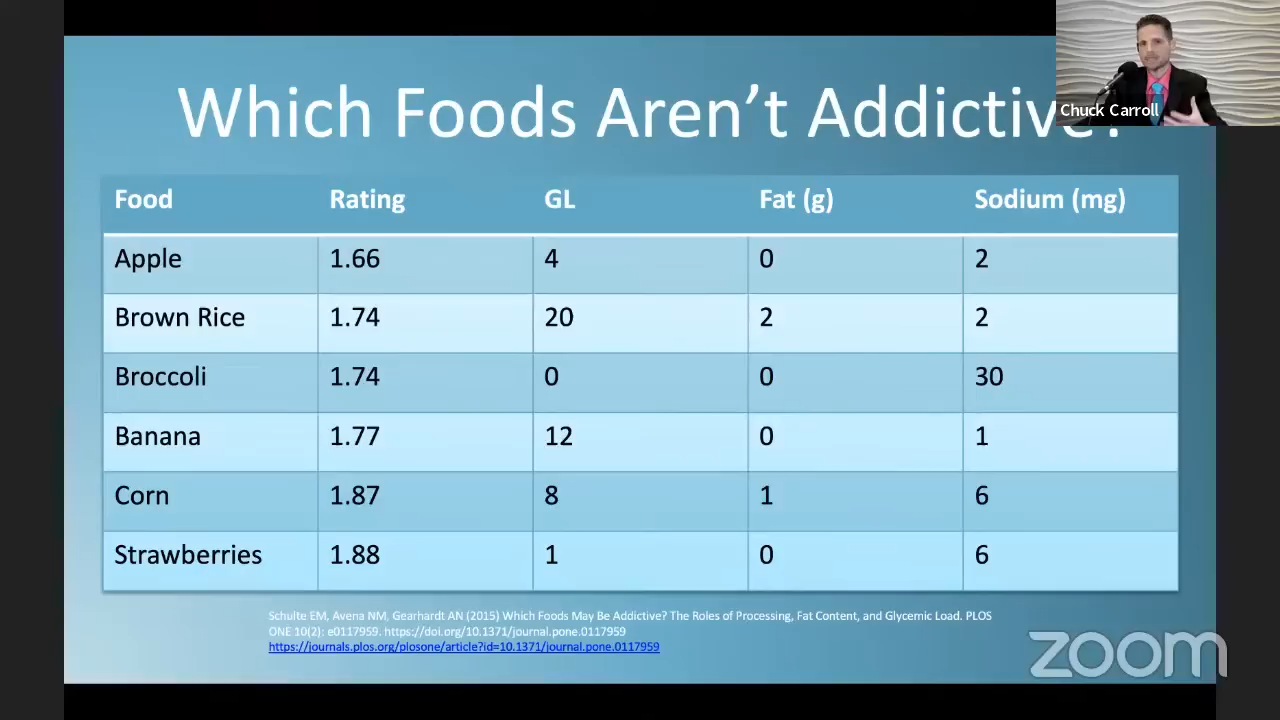 Which Foods Aren't Addictive?
Chuck Carroll
Food Rating GL Fat (g) Sodium (mg)
Apple 1.66 4 0 2
Brown Rice 1.74 20 2 2
Broccoli 1.74 0 0 30
Banana 1.77 12 0 1
Corn 1.87 8 1 6
Strawberries 1.88 1 0 6
Schulte EM, Avena NM, Gearhardt AN (2015) Which Foods May Be Addictive? The Roles of Processing, Fat Content, and Glycemic Load. PLOS
ONE 10(2): e0117959. https://doi.org/10.1371/journal.pone.0117959
https://journals.plos.org/plosone/article?id=10.1371/journal.pone.0117959
zoom